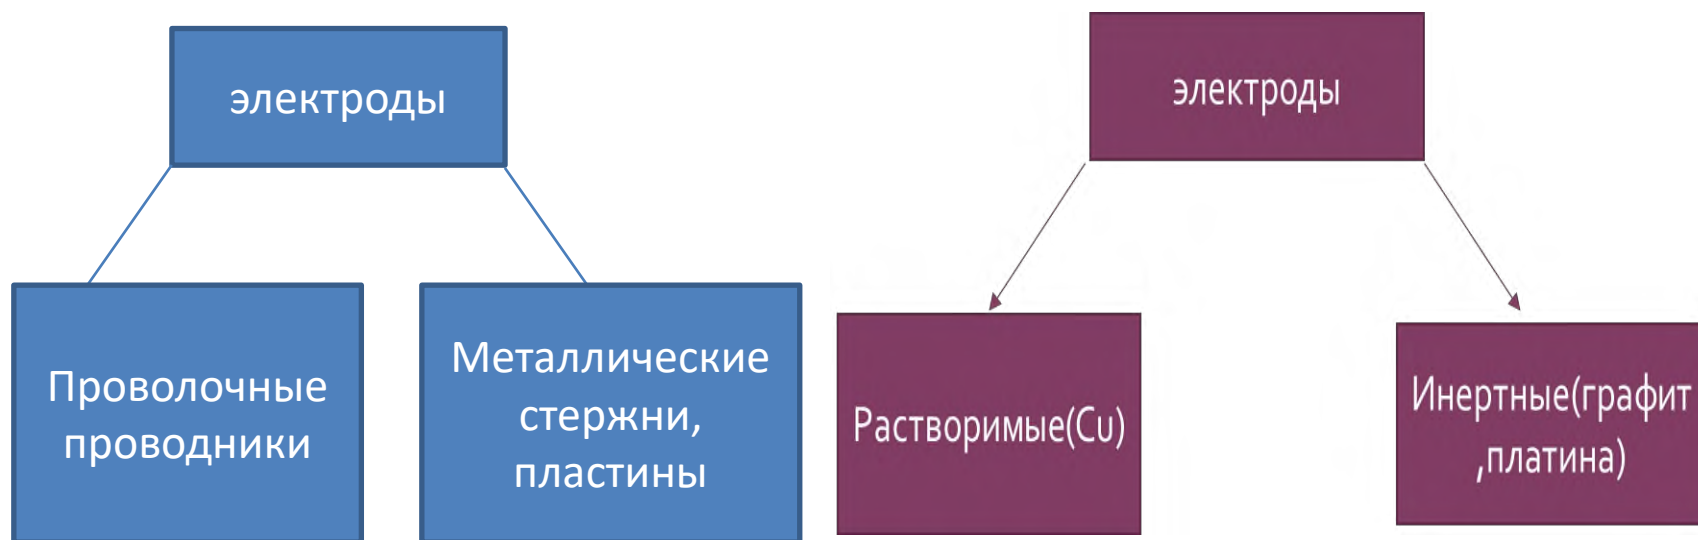 электроды
Проволочные
проводники
Металлические
стержни,
пластины
электроды
Растворимые(Cu)
Инертные(графит
,платина)